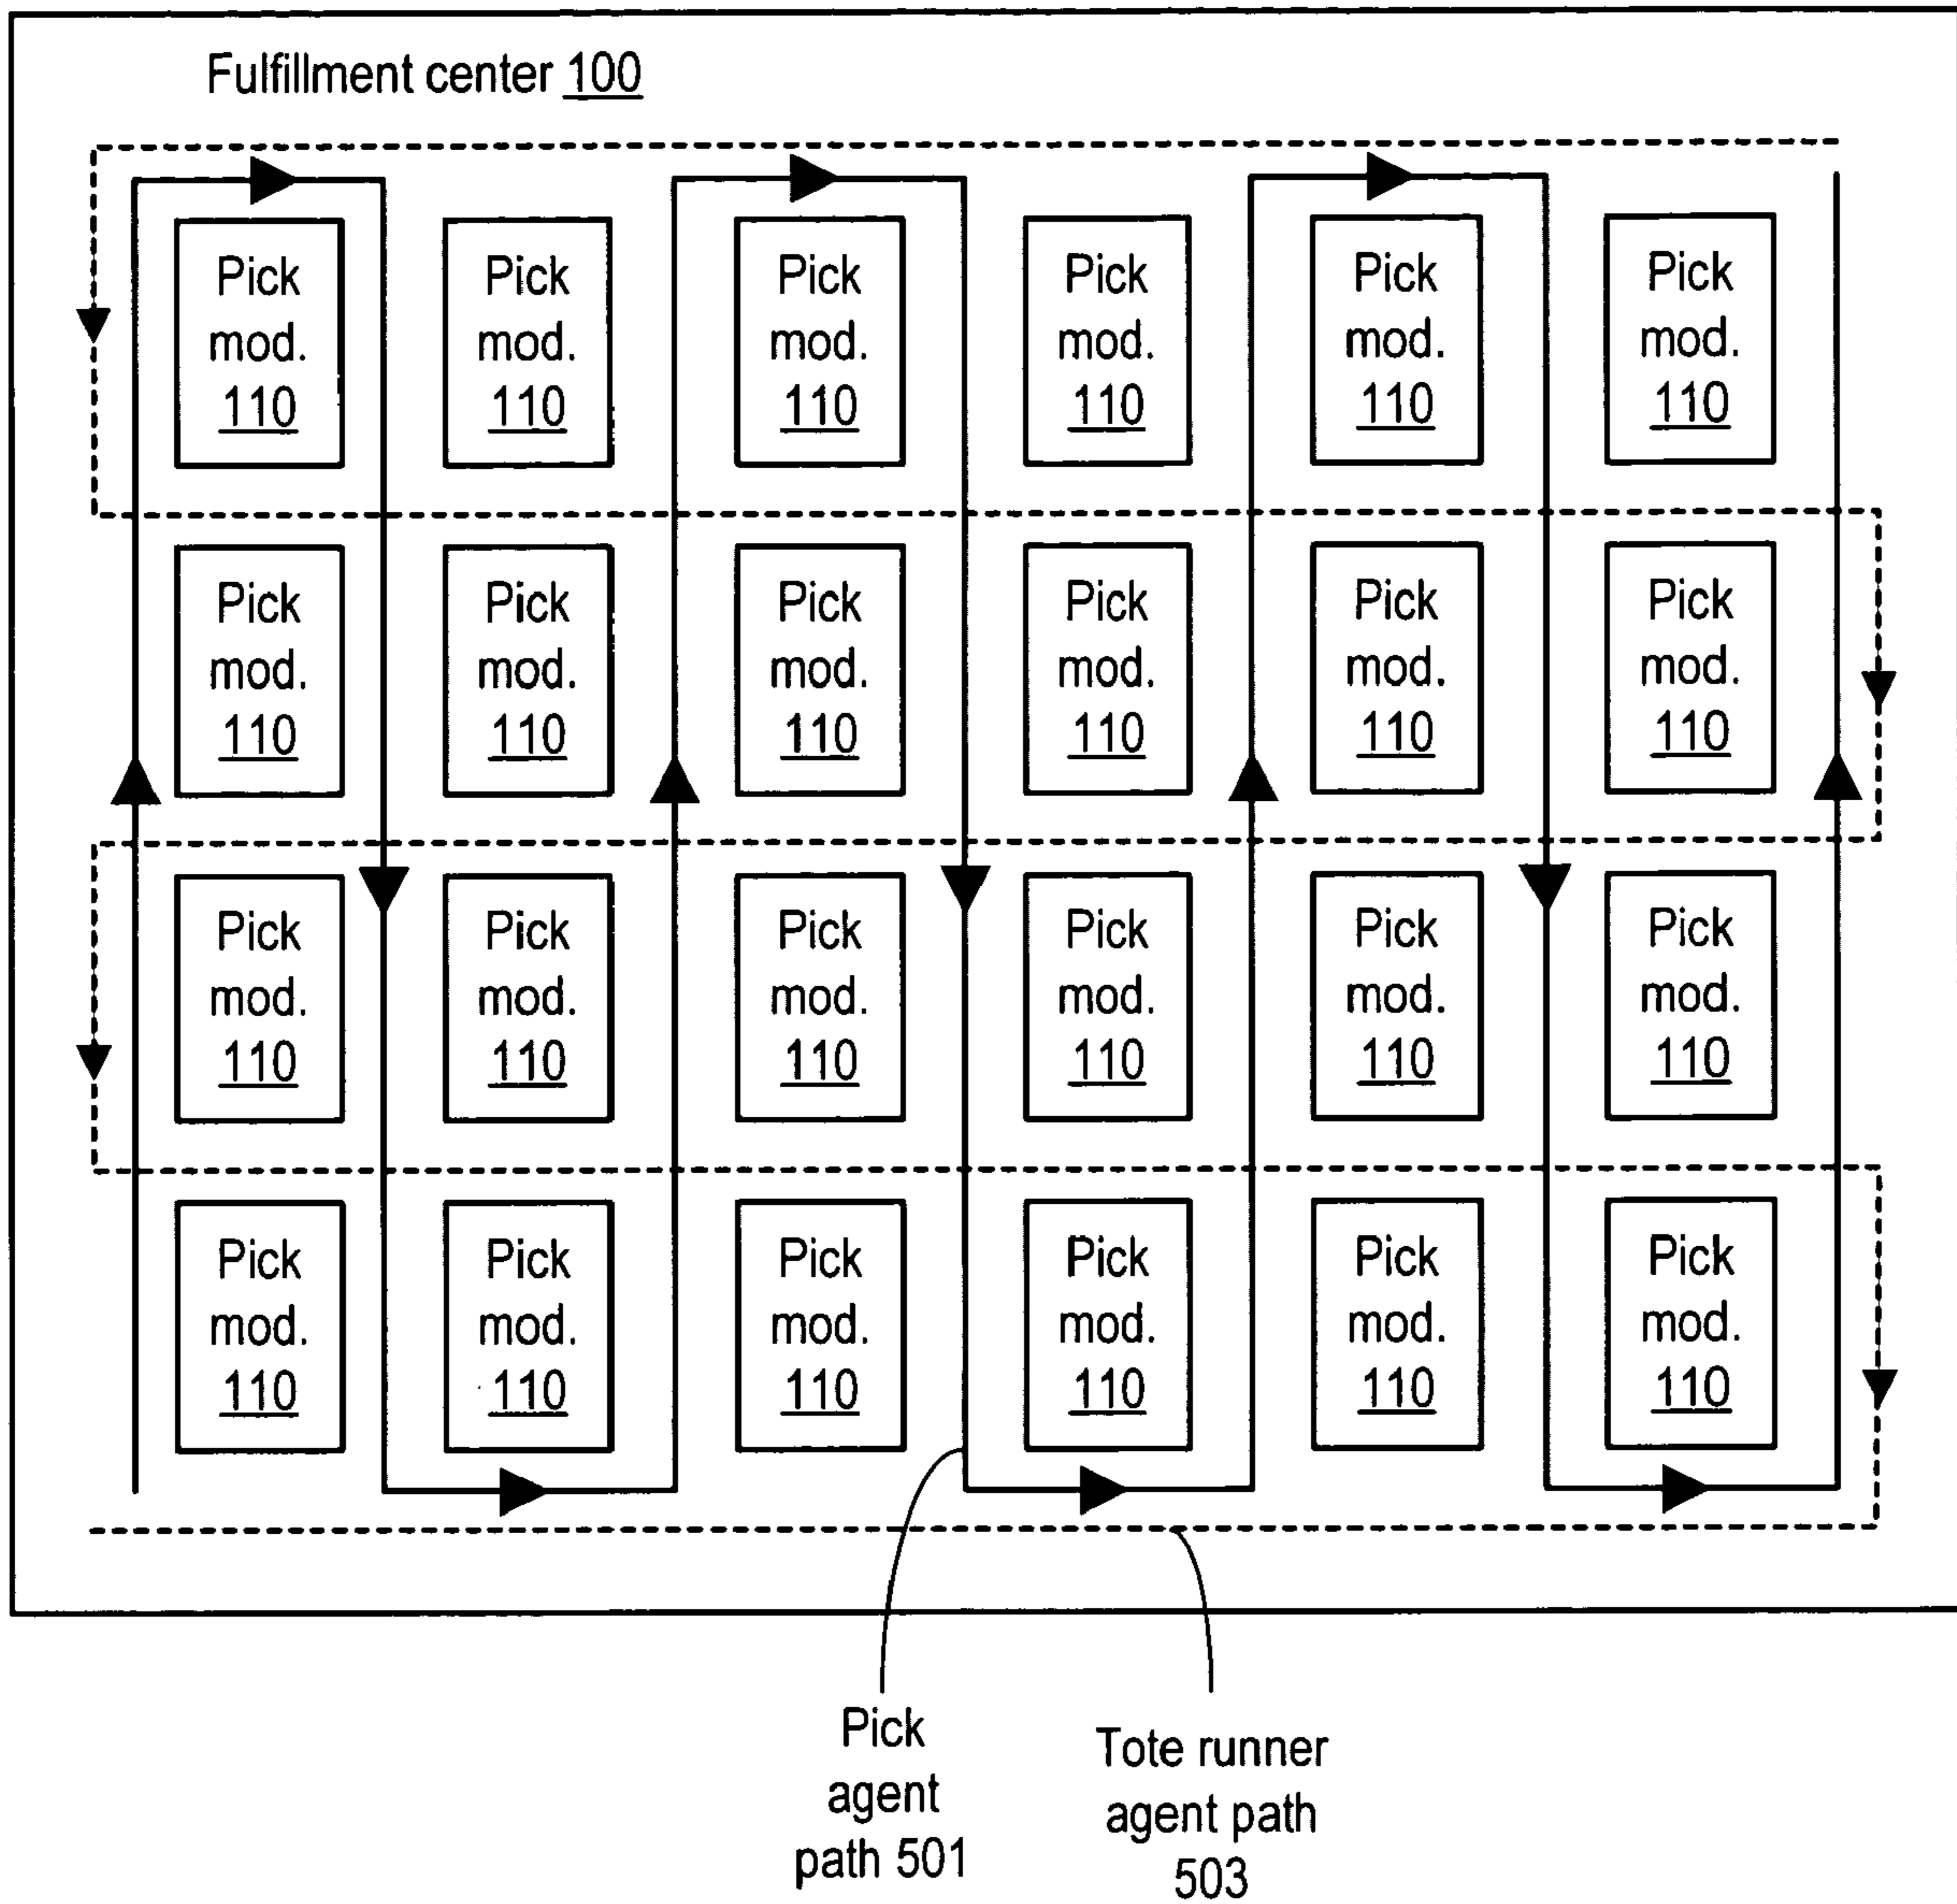 Fulfillment center 100
Pick Pick Pick Pick Pick Pick
mod. mod. mod. mod. mod. mod.
110 110 110 110 110 110
Pick Pick Pick Pick Pick Pick
mod. mod. mod. mod. mod. mod.
110 110 110 110 110 110
Pick Pick Pick Pick Pick Pick
mod. mod. mod. mod. mod. mod.
110 110 110 110 110 110
Pick Pick Pick Pick Pick Pick
mod. mod. mod. mod. mod. mod.
110 110 110 110 110 110
Pick
agent
path 501
Tote runner
agent path
503